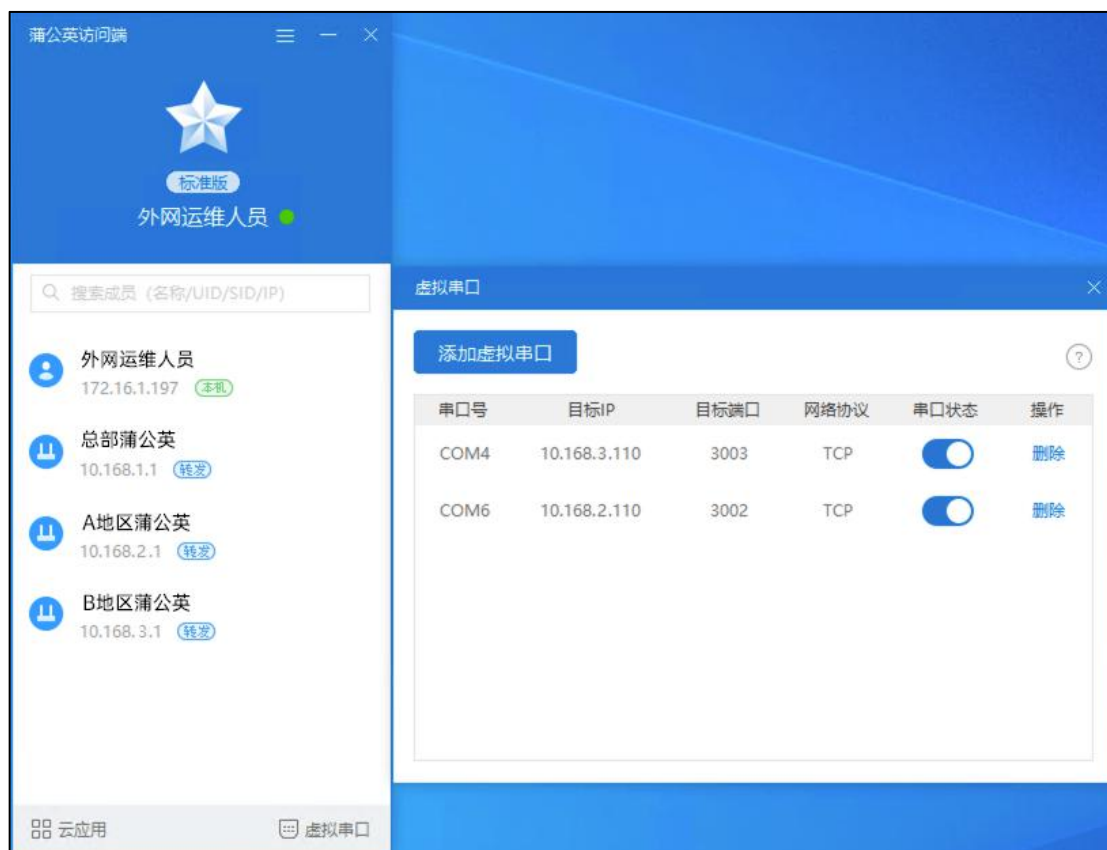 蒲公英访问端
标准版
外网运维人员
搜索成员（名称/UID/SID/IP）
外网运维人员
172.16.1.197 本机
总部蒲公英
10.168.1.1 转发
A地区蒲公英
10.168.2.1 转发
B地区蒲公英
10.168.3.1 转发
云应用 虚拟串口
虚拟串口
添加虚拟串口
?
串口号 目标IP 目标端口 网络协议 串口状态 操作
COM4 10.168.3.110 3003 TCP 删除
COM6 10.168.2.110 3002 TCP 删除